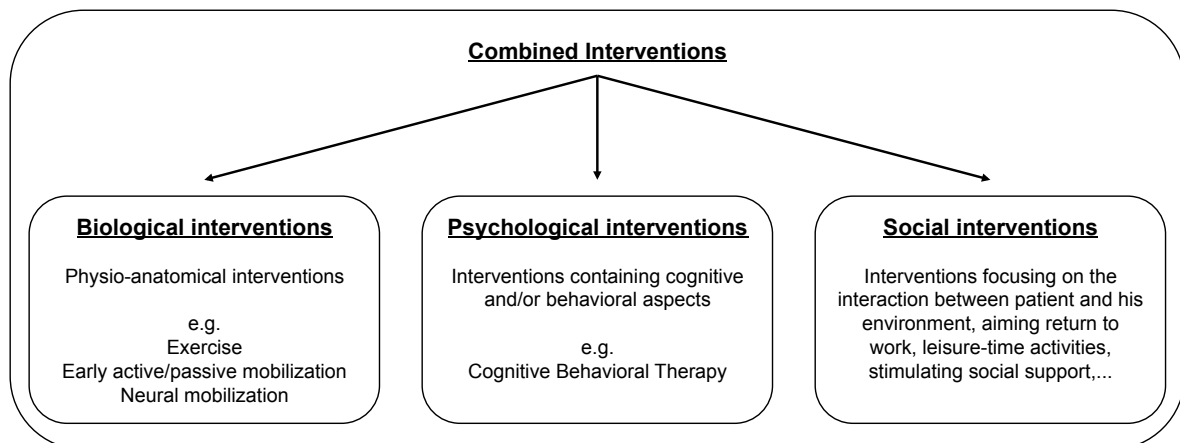 Combined Interventions
Biological interventions
Physio-anatomical interventions
e.g.
Exercise
Early active/passive mobilization
Neural mobilization
Psychological interventions
Interventions containing cognitive
and/or behavioral aspects
e.g.
Cognitive Behavioral Therapy
Social interventions
Interventions focusing on the
interaction between patient and his
environment, aiming return to
work, leisure-time activities,
stimulating social support,...